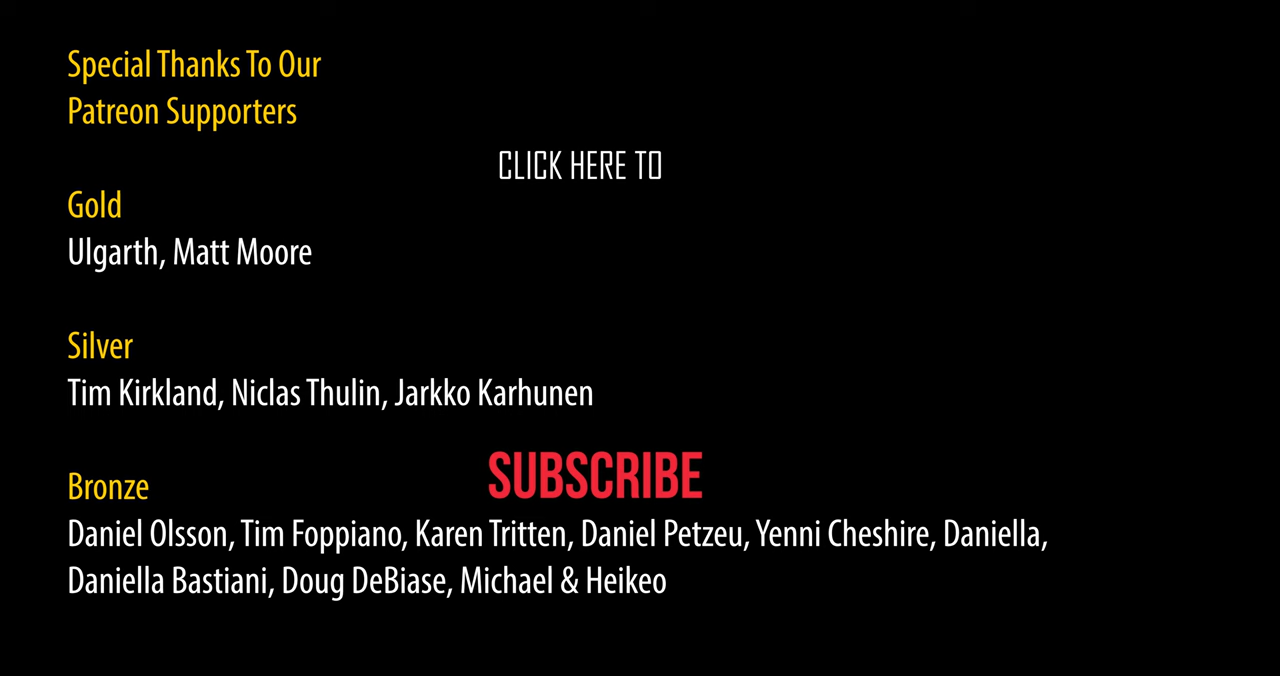 Special Thanks To Our
Patreon Supporters
CLICK HERE TO
Gold
Ulgarth, Matt Moore
Silver
Tim Kirkland, Niclas Thulin, Jarkko Karhunen
SUBSCRIBE
Bronze
Daniel Olsson, Tim Foppiano, Karen Tritten, Daniel Petzeu, Yenni Cheshire, Daniella,
Daniella Bastiani, Doug DeBiase, Michael & Heikeo